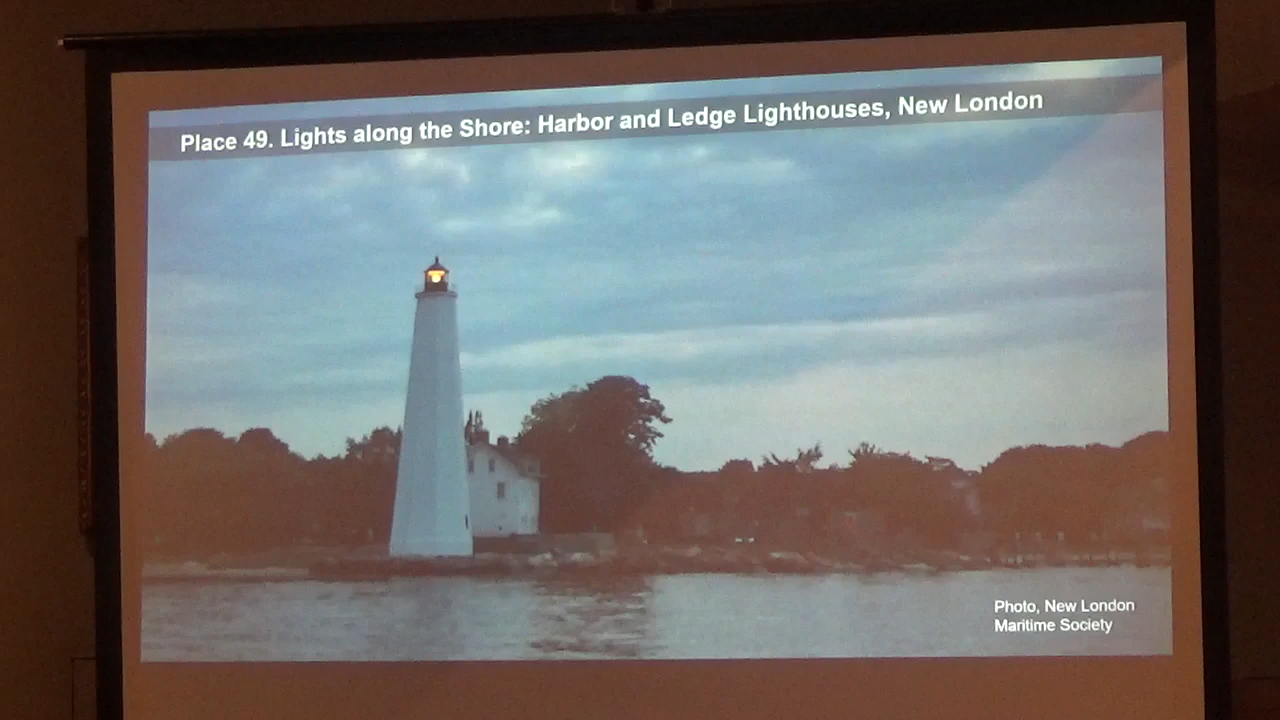 Place 49. Lights along the Shore: Harbor and Ledge Lighthouses, New London
Photo, New London
Maritime Society